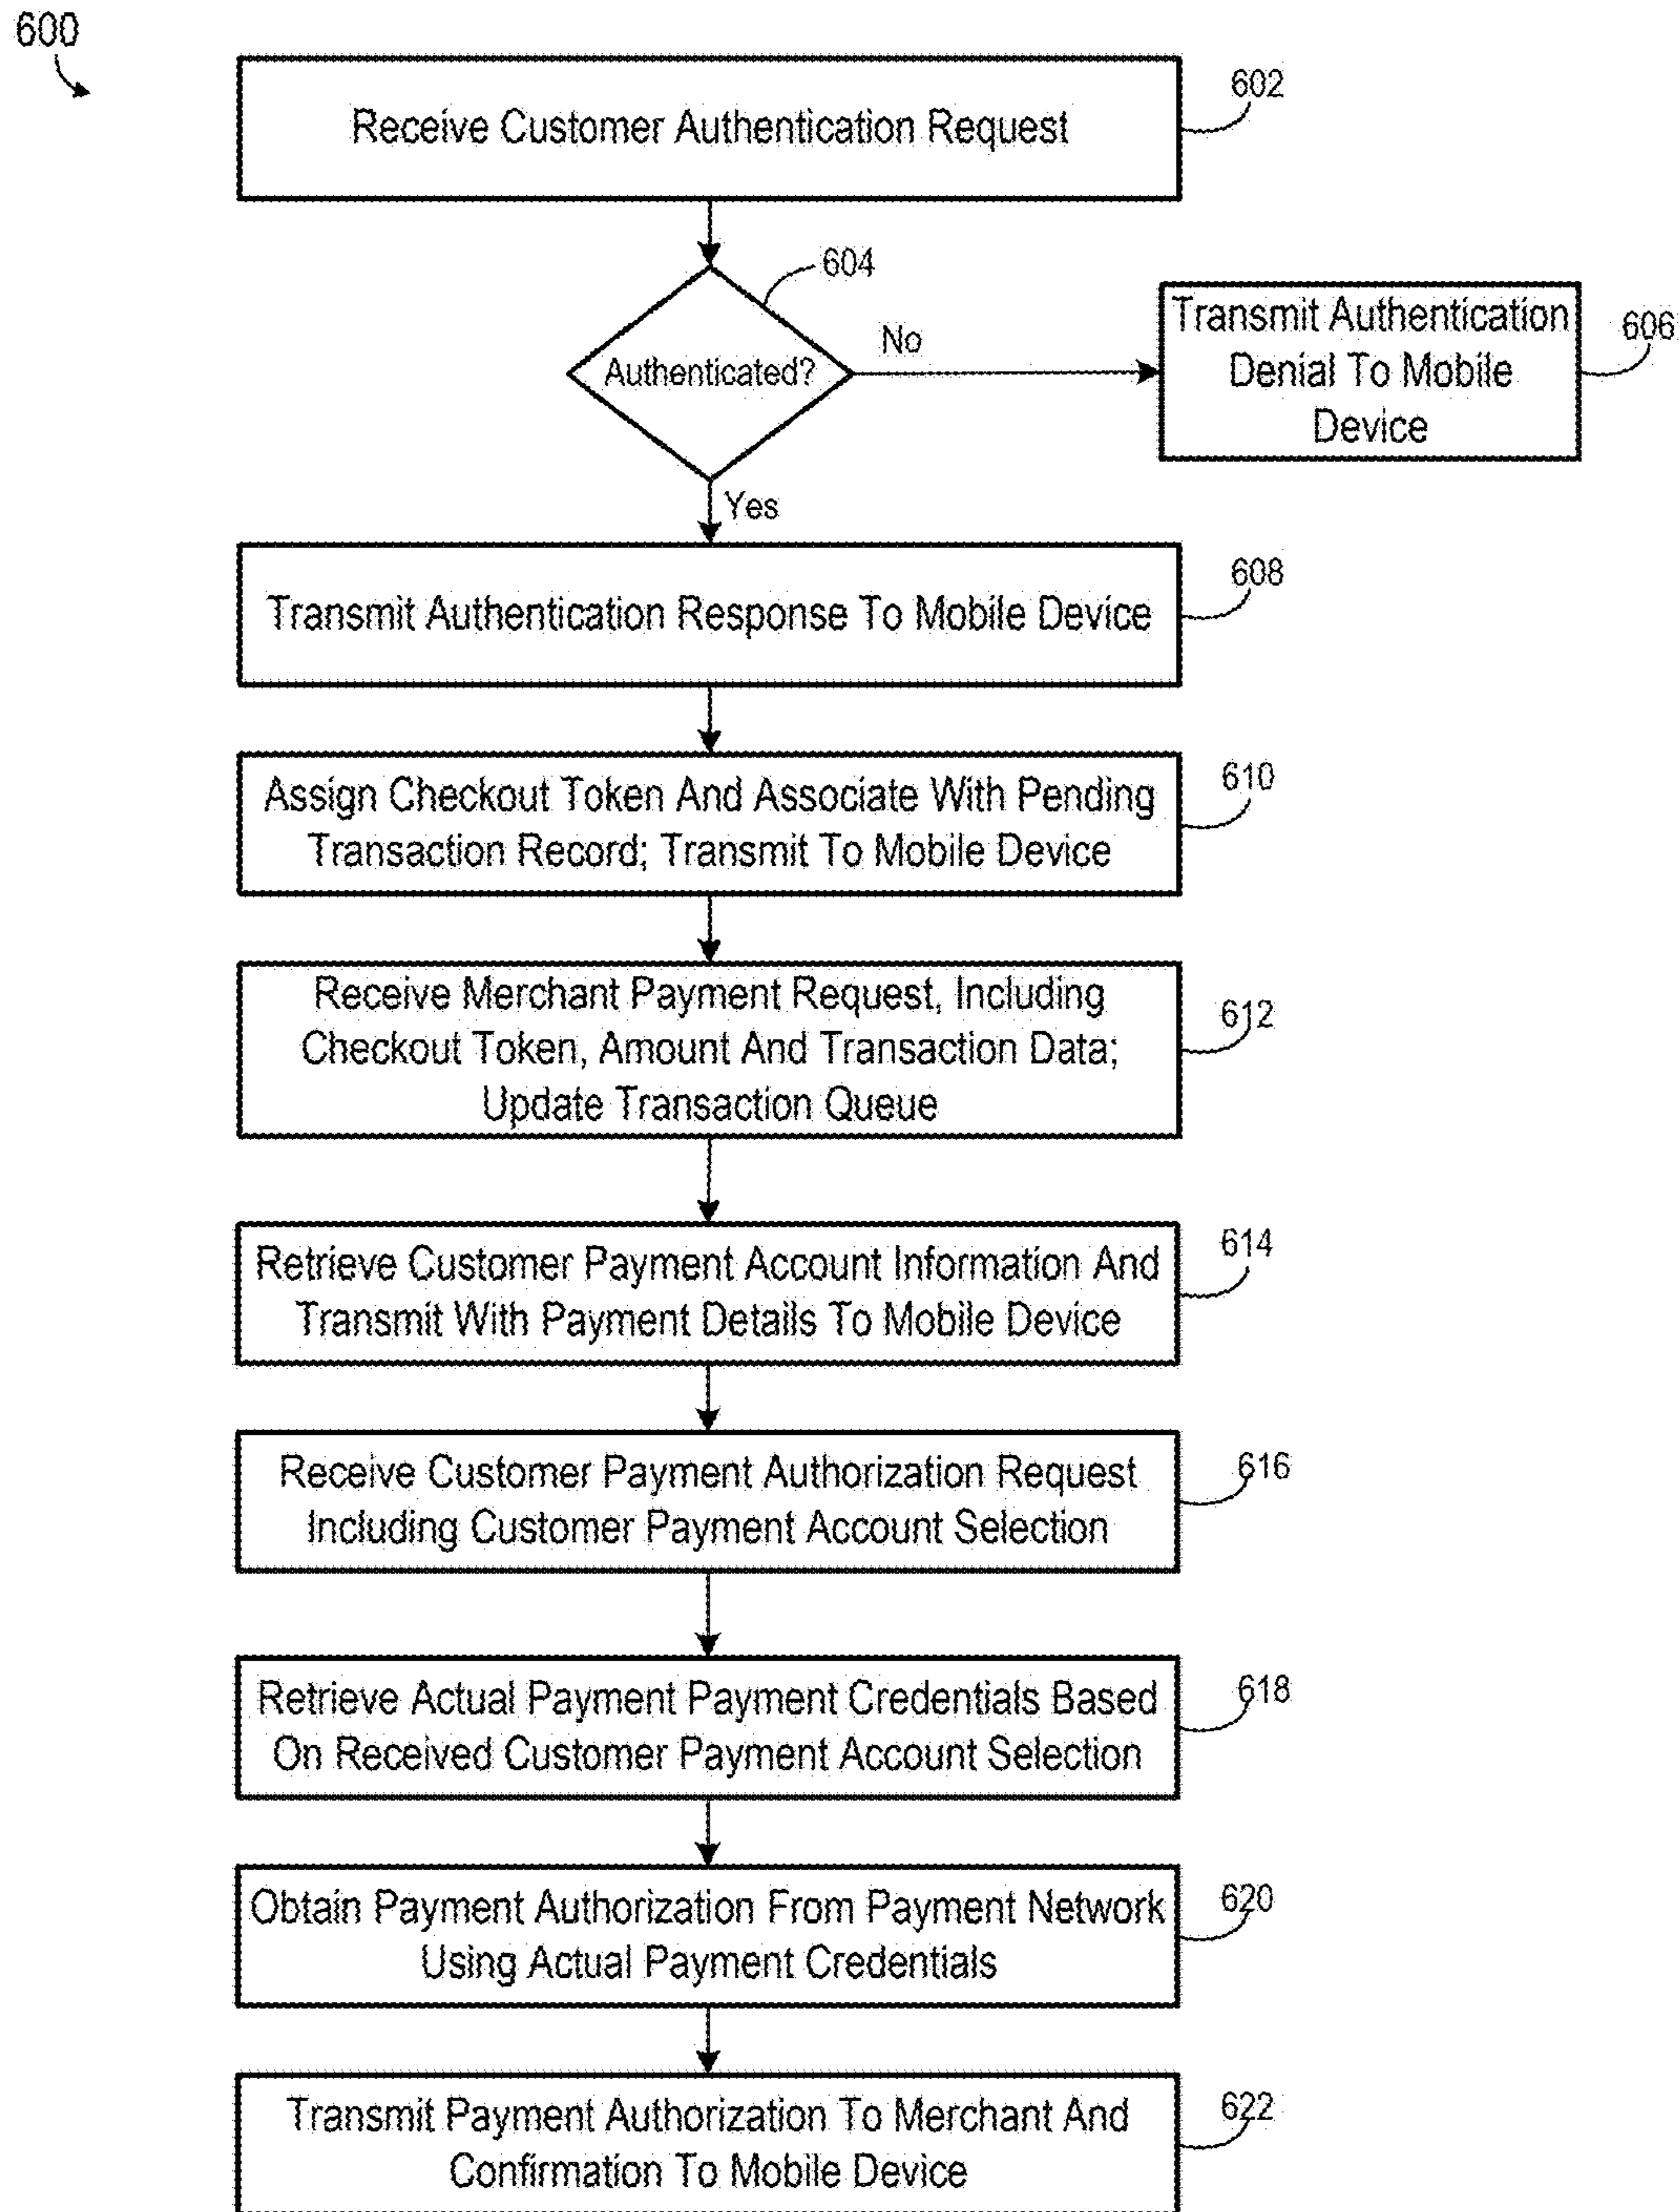 600
Receive Customer Authentication Request
602
604
Authenticated?
No
Transmit Authentication
Denial To Mobile
Device
606
Yes
Transmit Authentication Response To Mobile Device
608
Assign Checkout Token And Associate With Pending
Transaction Record; Transmit To Mobile Device
610
Receive Merchant Payment Request, Including
Checkout Token, Amount And Transaction Data;
Update Transaction Queue
612
Retrieve Customer Payment Account Information And
Transmit With Payment Details To Mobile Device
614
Receive Customer Payment Authorization Request
Including Customer Payment Account Selection
616
Retrieve Actual Payment Payment Credentials Based
On Received Customer Payment Account Selection
618
Obtain Payment Authorization From Payment Network
Using Actual Payment Credentials
620
Transmit Payment Authorization To Merchant And
Confirmation To Mobile Device
622